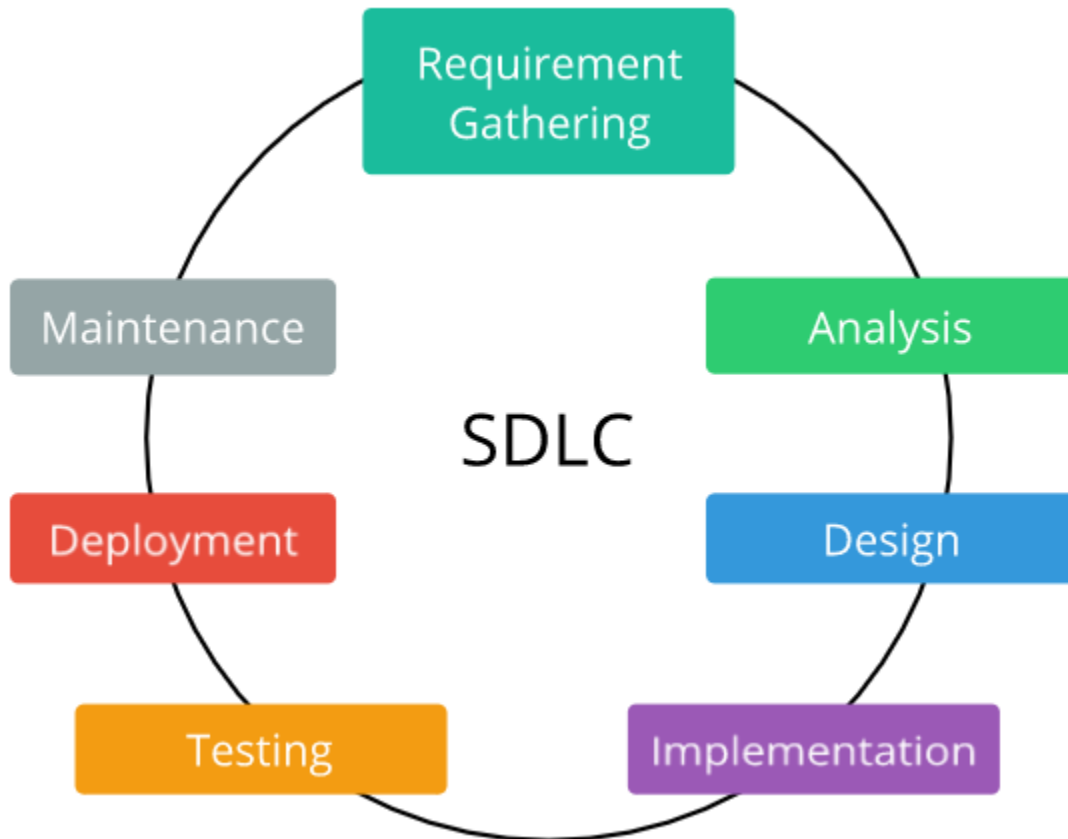 Requirement
Gathering
Maintenance
Analysis
SDLC
Deployment
Design
Testing
Implementation